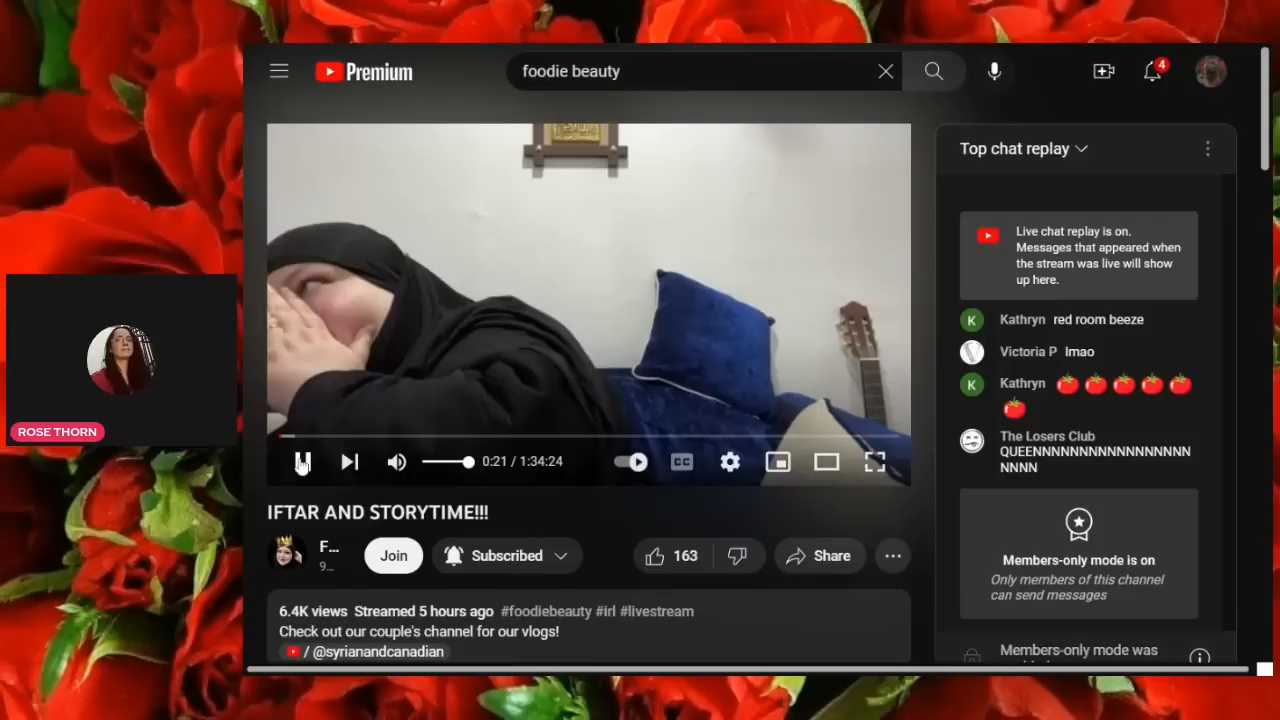 Premium
foodie beauty
4
Top chat replay
Live chat replay is on.
Messages that appeared when
the stream was live will show
up here.
K Kathryn red room beeze
Victoria P lmao
K Kathryn
The Losers Club
QUEENNNNNNNNNNNNNNNNN
NNNN
Members-only mode is on
Only members of this channel
can send messages
Members-only mode was
ROSE THORN
0:21 / 1:34:24
CC
IFTAR AND STORYTIME!!!
F...
9...
Join
Subscribed
163
Share
6.4K views Streamed 5 hours ago #foodiebeauty #irl #livestream
Check out our couple's channel for our vlogs!
/ @syrianandcanadian